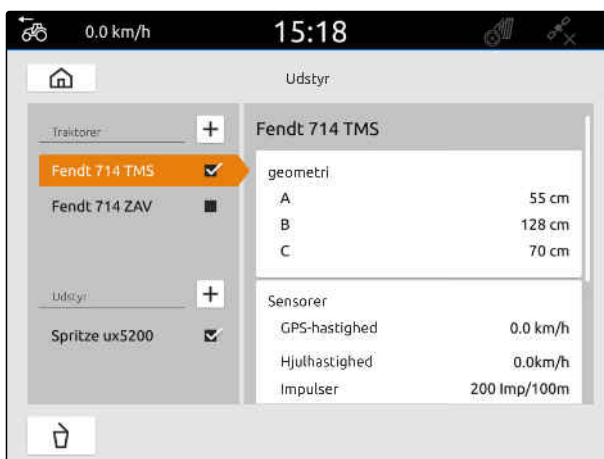 0.0 km/h 15:18
Udstyr
Traktorer
Fendt 714 TMS
Fendt 714 ZAV
Udstyr
Spritze ux5200
Fendt 714 TMS
geometri
A 55 cm
B 128 cm
C 70 cm
Sensorer
GPS-hastighed 0.0 km/h
Hjulhastighed 0.0km/h
Impulser 200 Imp/100m